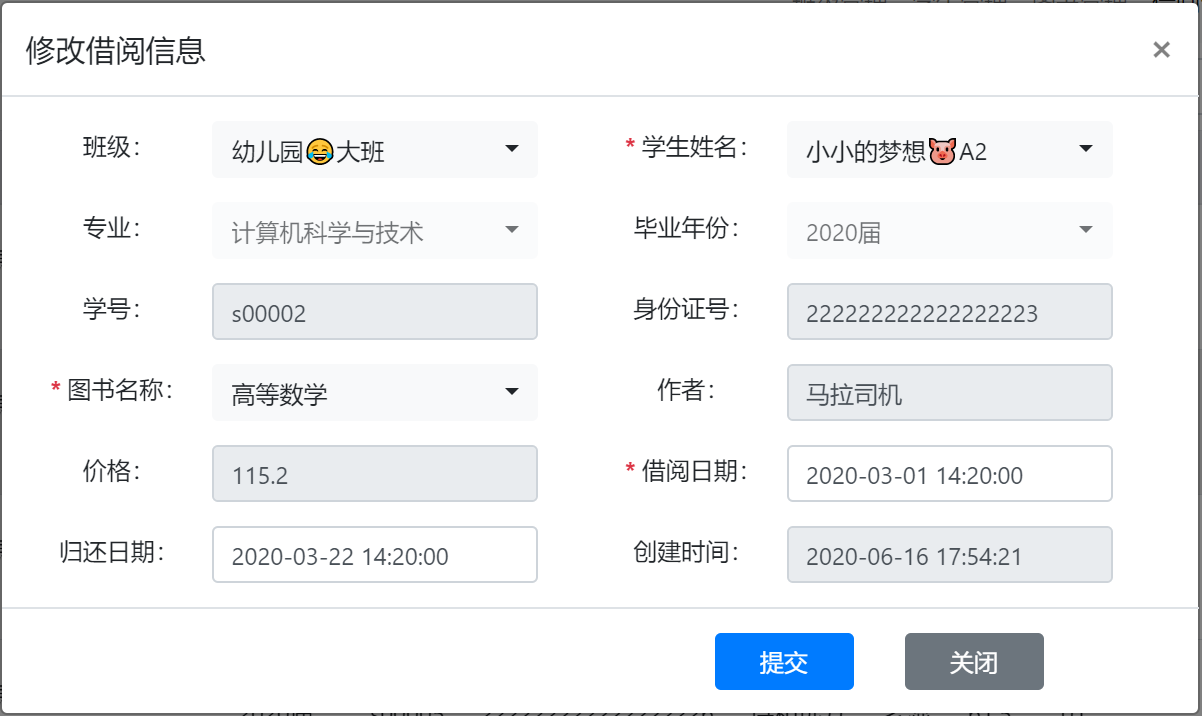 修改借阅信息 ×
班级: 幼儿园😂大班 * 学生姓名: 小小的梦想🐷A2
专业: 计算机科学与技术 毕业年份: 2020届
学号: s00002 身份证号: 222222222222222223
* 图书名称: 高等数学 作者: 马拉司机
价格: 115.2 * 借阅日期: 2020-03-01 14:20:00
归还日期: 2020-03-22 14:20:00 创建时间: 2020-06-16 17:54:21
提交 关闭